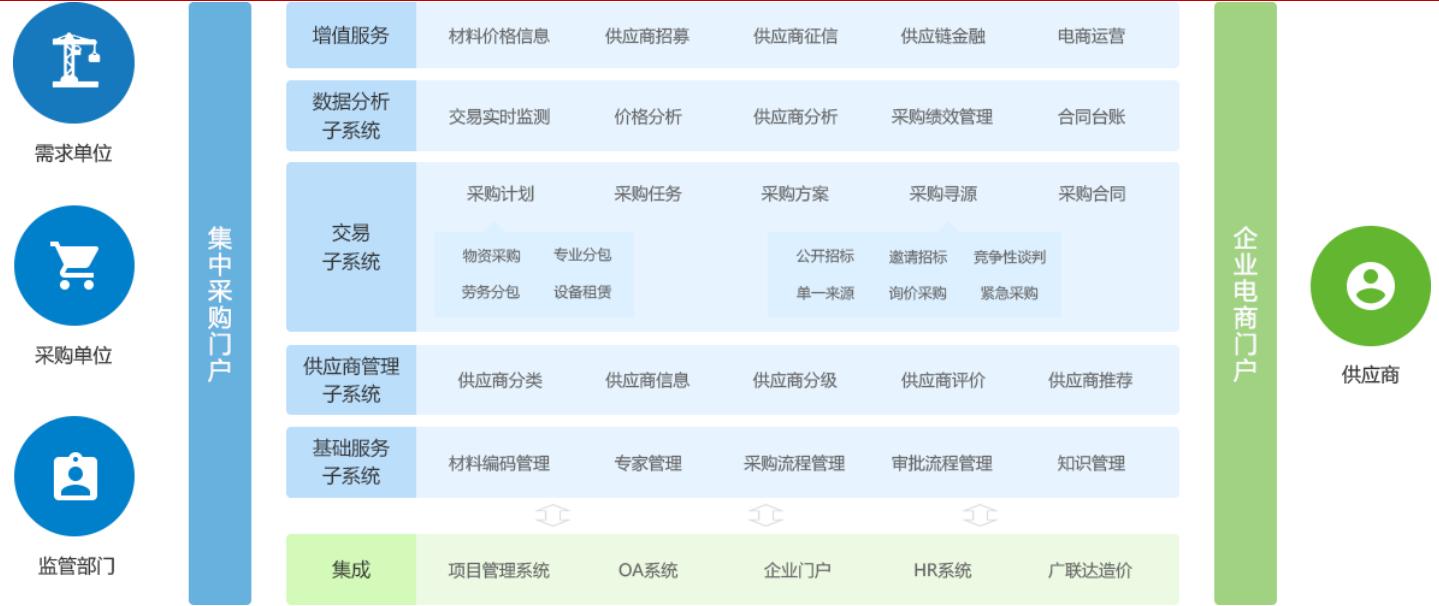 需求单位
采购单位
监管部门
集中采购门户
增值服务 材料价格信息 供应商招募 供应商征信 供应链金融 电商运营
数据分析
子系统
交易实时监测 价格分析 供应商分析 采购绩效管理 合同台账
交易
子系统
采购计划 采购任务 采购方案 采购寻源 采购合同
物资采购 专业分包
劳务分包 设备租赁
公开招标 邀请招标 竞争性谈判
单一来源 询价采购 紧急采购
供应商管理
子系统
供应商分类 供应商信息 供应商分级 供应商评价 供应商推荐
基础服务
子系统
材料编码管理 专家管理 采购流程管理 审批流程管理 知识管理
集成 项目管理系统 OA系统 企业门户 HR系统 广联达造价
企业电商门户
供应商